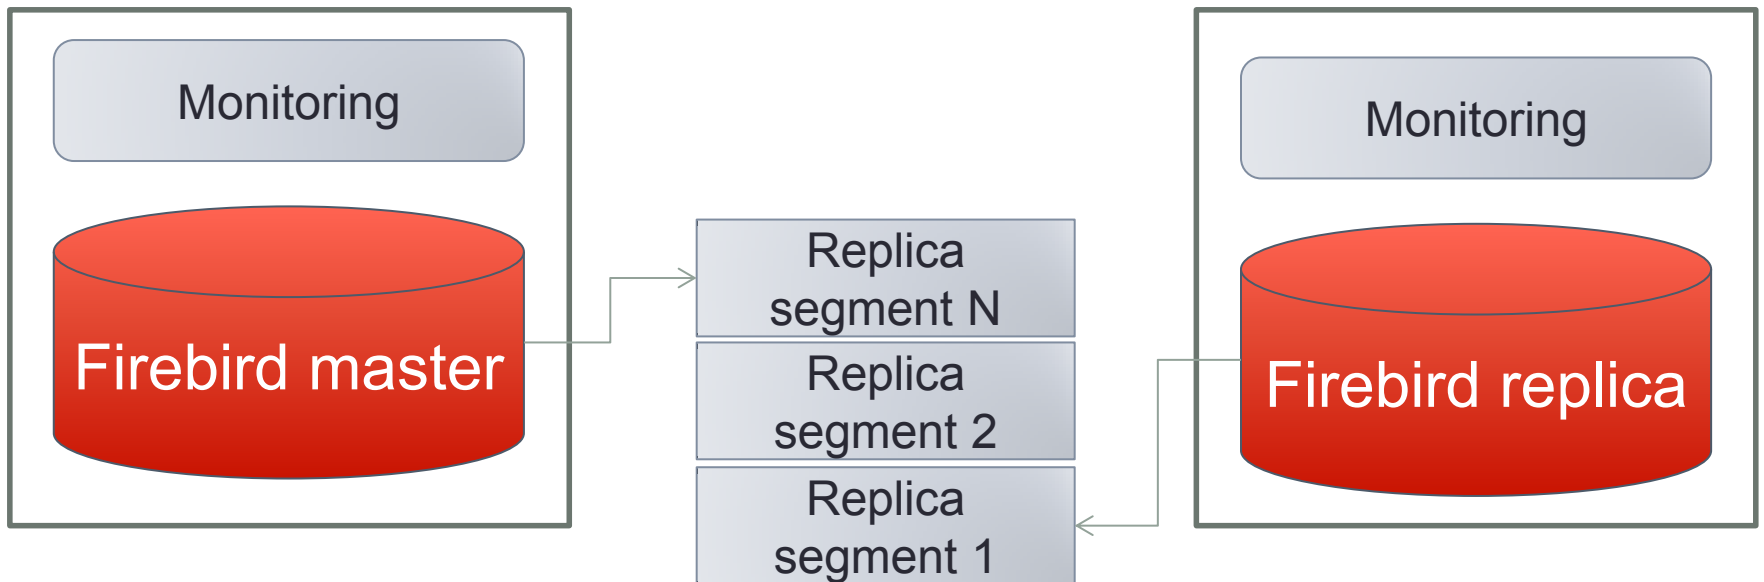 Monitoring
Firebird master
Replica
segment N
Replica
segment 2
Replica
segment 1
Monitoring
Firebird replica